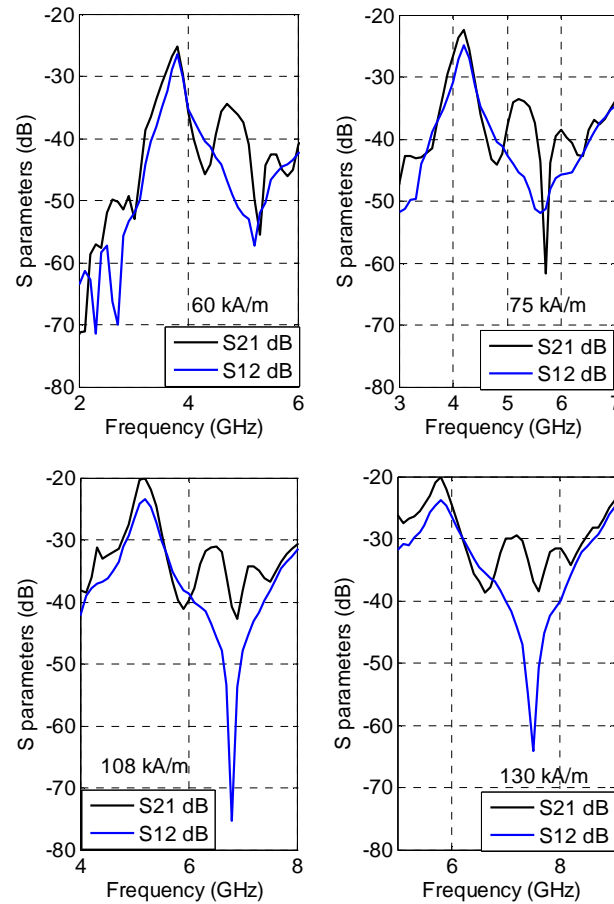 -20
-30
-40
-50
-60
-70
-80
S parameters (dB)
60 kA/m
S21 dB
S12 dB
2
4
6
Frequency (GHz)
-20
-30
-40
-50
-60
-70
-80
S parameters (dB)
75 kA/m
S21 dB
S12 dB
3
4
5
6
7
Frequency (GHz)
-20
-30
-40
-50
-60
-70
-80
S parameters (dB)
108 kA/m
S21 dB
S12 dB
4
6
8
Frequency (GHz)
-20
-30
-40
-50
-60
-70
-80
S parameters (dB)
130 kA/m
S21 dB
S12 dB
6
8
Frequency (GHz)